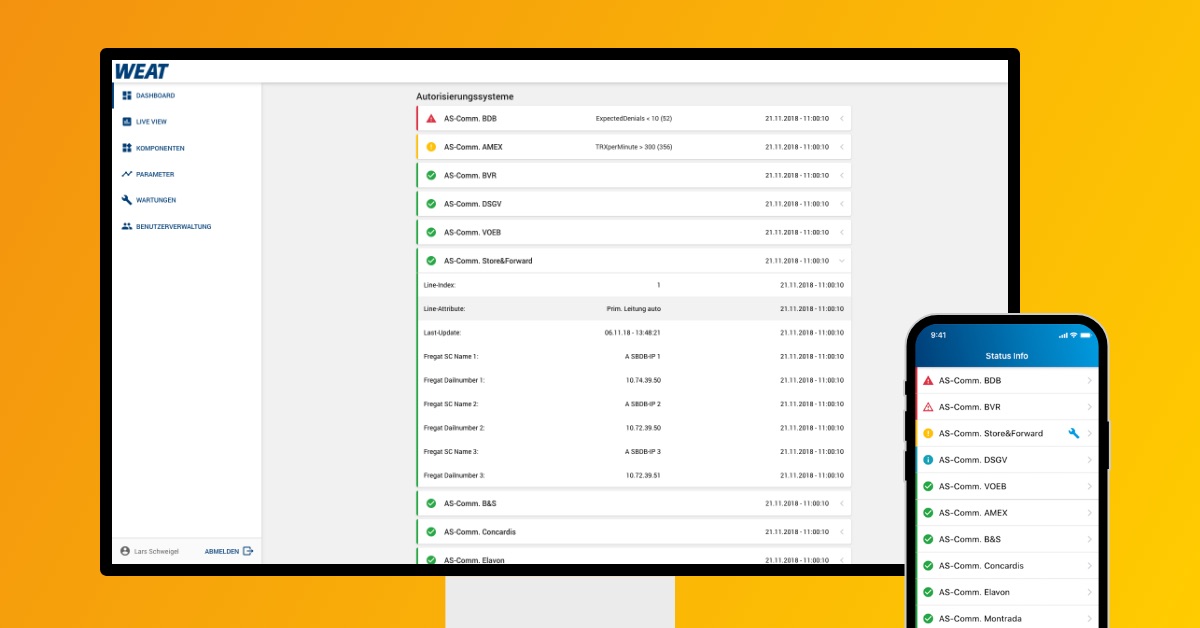 WEAT
DASHBOARD
LIVE VIEW
KOMPONENTEN
PARAMETER
WARTUNGEN
BENUTZERVERWALTUNG
Lars Schweigel ABMELDEN
Autorisierungssysteme
AS-Comm. BDB ExpectedDenials < 10 (52) 21.11.2018 - 11:00:10
AS-Comm. AMEX TRXperMinute > 300 (356) 21.11.2018 - 11:00:10
AS-Comm. BVR 21.11.2018 - 11:00:10
AS-Comm. DSGV 21.11.2018 - 11:00:10
AS-Comm. VOEB 21.11.2018 - 11:00:10
AS-Comm. Store&Forward 21.11.2018 - 11:00:10
Line-Index: 1 21.11.2018 - 11:00:10
Line-Attribute: Prim. Leitung auto 21.11.2018 - 11:00:10
Last-Update: 06.11.18 - 13:48:21 21.11.2018 - 11:00:10
Fregat SC Name 1: A SBDB-IP 1 21.11.2018 - 11:00:10
Fregat Dailnumber 1: 10.74.39.50 21.11.2018 - 11:00:10
Fregat SC Name 2: A SBDB-IP 2 21.11.2018 - 11:00:10
Fregat Dailnumber 2: 10.72.39.50 21.11.2018 - 11:00:10
Fregat SC Name 3: A SBDB-IP 3 21.11.2018 - 11:00:10
Fregat Dailnumber 3: 10.72.39.51 21.11.2018 - 11:00:10
AS-Comm. B&S 21.11.2018 - 11:00:10
AS-Comm. Concardis 21.11.2018 - 11:00:10
AS-Comm. Elavon 21.11.2018 - 11:00:10
9:41
Status Info
AS-Comm. BDB
AS-Comm. BVR
AS-Comm. Store&Forward
AS-Comm. DSGV
AS-Comm. VOEB
AS-Comm. AMEX
AS-Comm. B&S
AS-Comm. Concardis
AS-Comm. Elavon
AS-Comm. Montrada